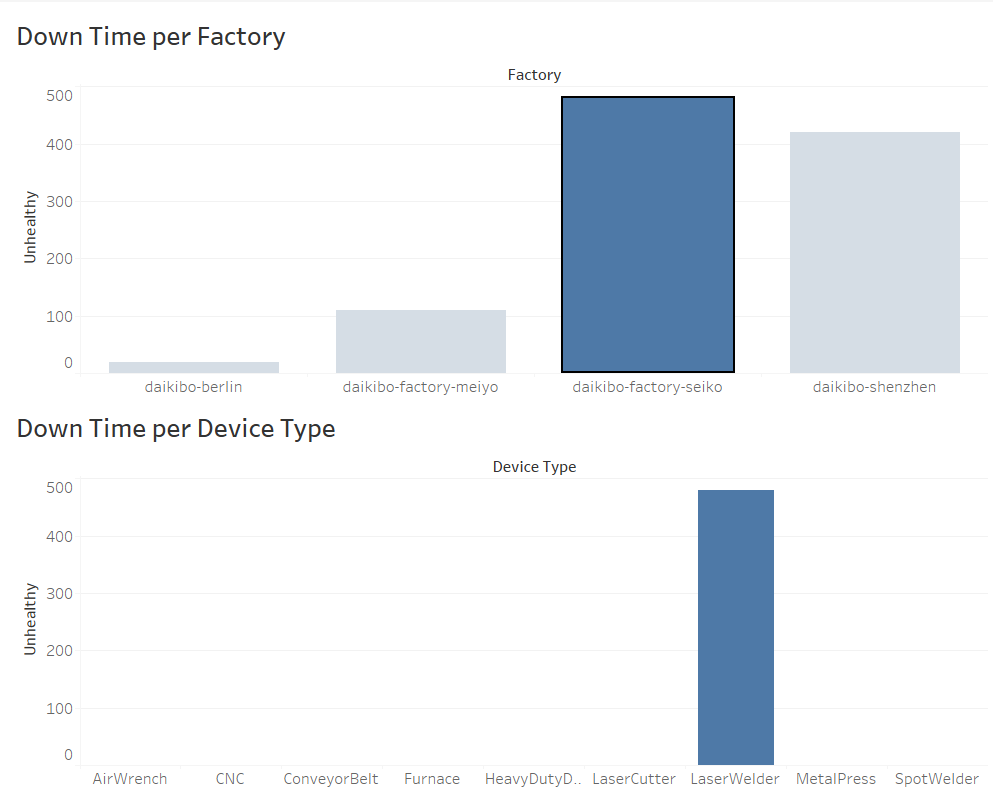 Down Time per Factory
Factory
500
400
300
200
100
0
Unhealthy
daikibo-berlin daikibo-factory-meiyo daikibo-factory-seiko daikibo-shenzhen
Down Time per Device Type
Device Type
500
400
300
200
100
0
Unhealthy
AirWrench CNC ConveyorBelt Furnace HeavyDutyD.. LaserCutter LaserWelder MetalPress SpotWelder